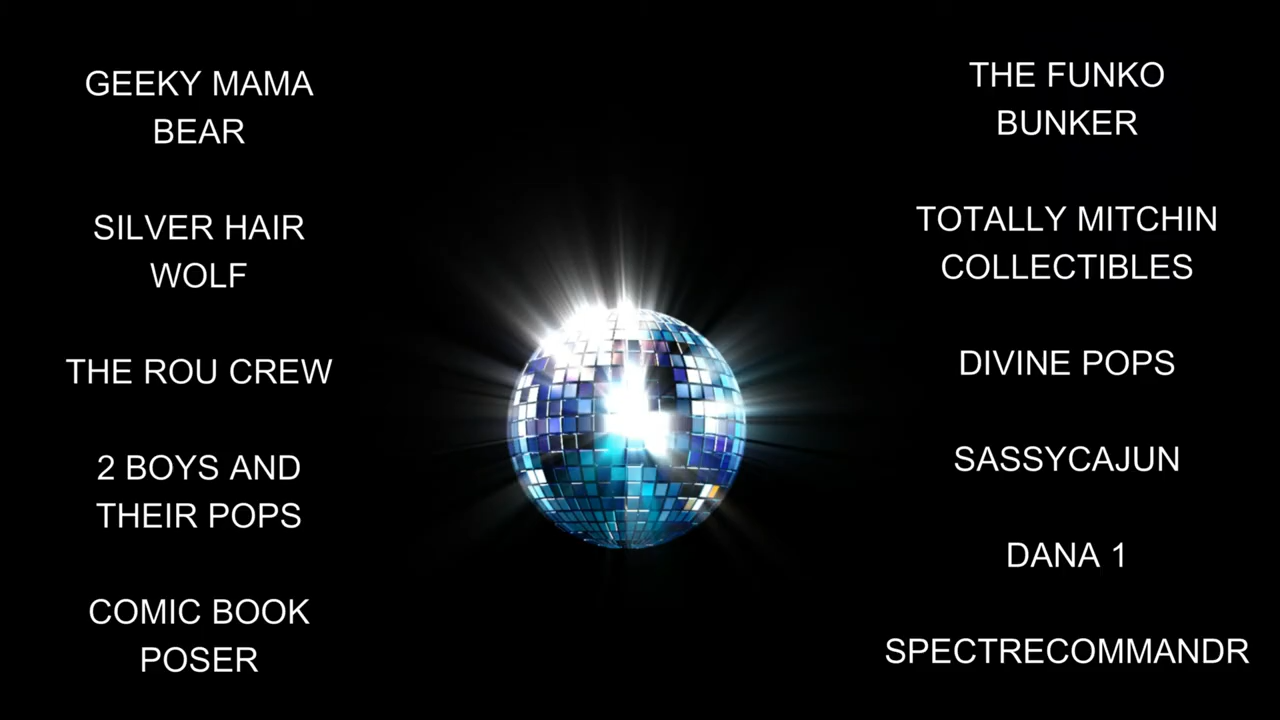 GEEKY MAMA
BEAR
SILVER HAIR
WOLF
THE ROU CREW
2 BOYS AND
THEIR POPS
COMIC BOOK
POSER
THE FUNKO
BUNKER
TOTALLY MITCHIN
COLLECTIBLES
DIVINE POPS
SASSYCAJUN
DANA 1
SPECTRECOMMANDR